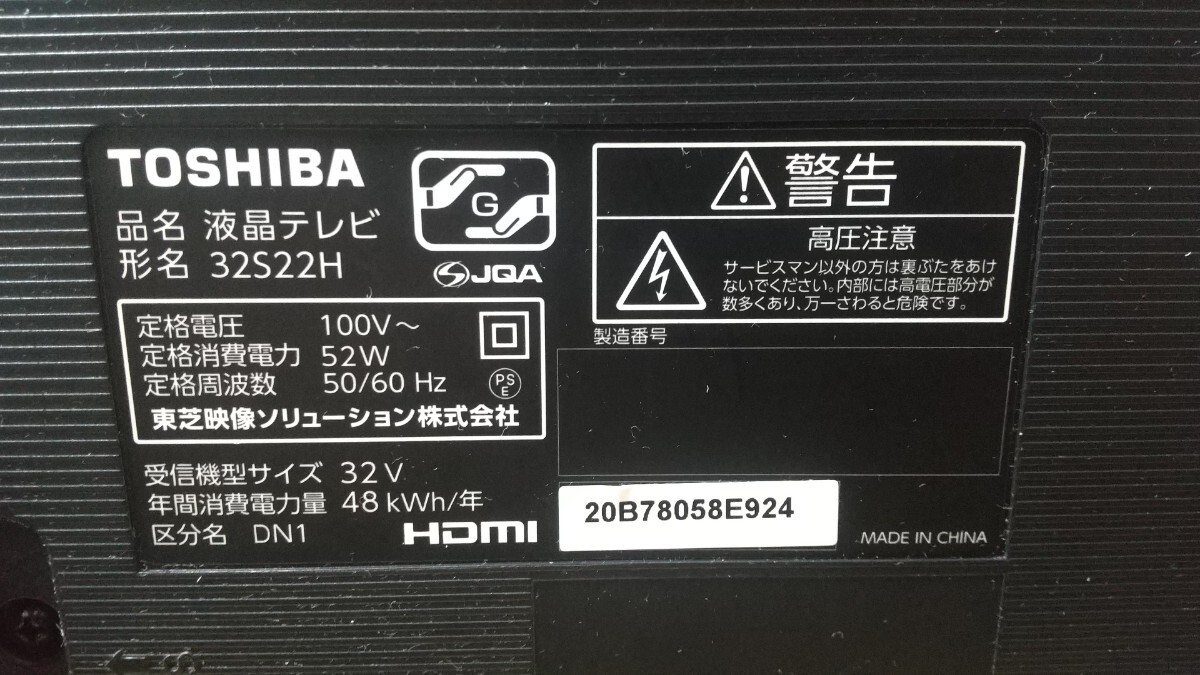 TOSHIBA
品名 液晶テレビ
形名 32S22H
G
JQA
定格電圧 100V～
定格消費電力 52W
定格周波数 50/60 Hz
PS
E
東芝映像ソリューション株式会社
受信機型サイズ 32V
年間消費電力量 48 kWh/年
区分名 DN1
HDMI
警告
高圧注意
サービスマン以外の方は裏ぶたをあけ
ないでください。内部には高電圧部分が
数多くあり、万一さわると危険です。
製造番号
20B78058E924
MADE IN CHINA